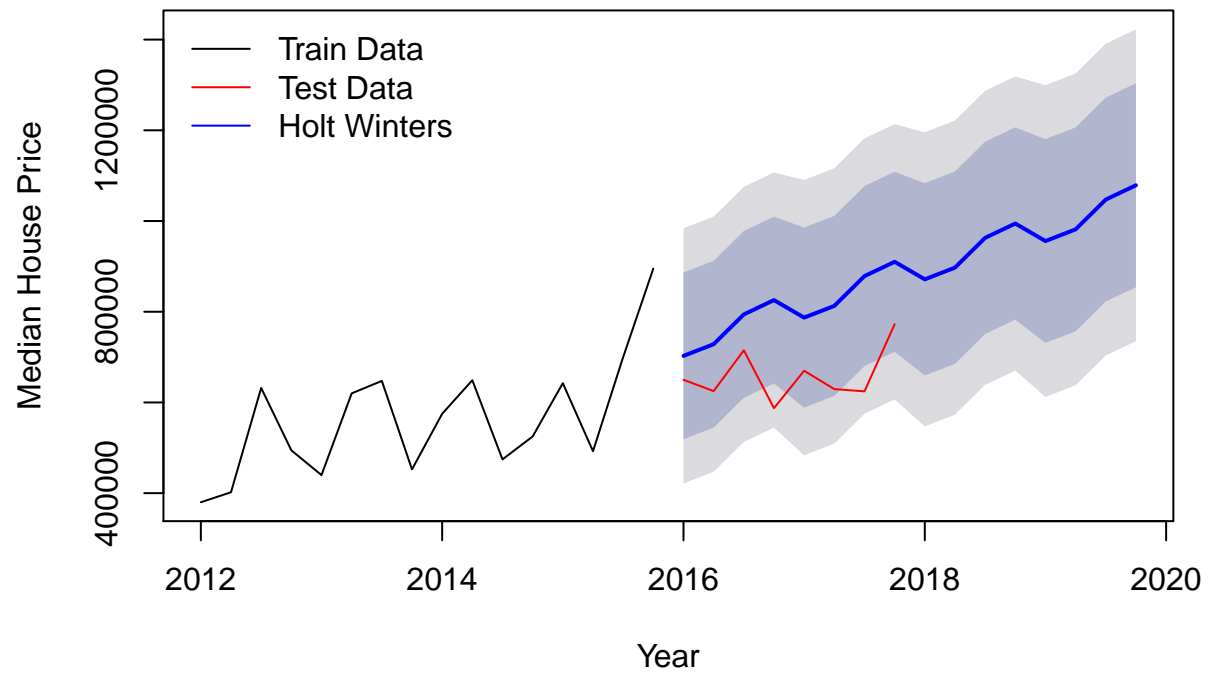 Train Data
Test Data
Holt Winters
Median House Price
1200000
800000
400000
2012 2014 2016 2018 2020
Year